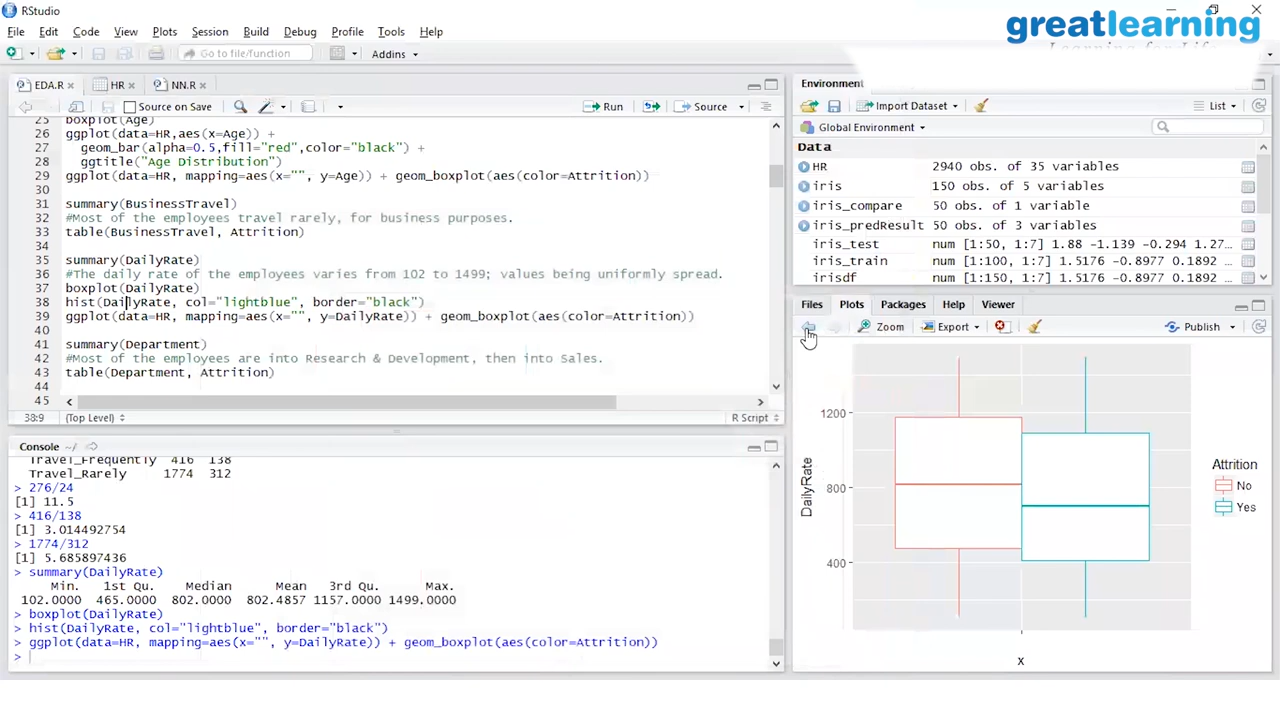 RStudio
greatlearning
File Edit Code View Plots Session Build Debug Profile Tools Help
Go to file/function Addins
EDA.R HR NN.R
Source on Save Run Source
25 boxplot(Age)
26 ggplot(data=HR,aes(x=Age)) +
27 geom_bar(alpha=0.5,fill="red",color="black") +
28 ggtitle("Age Distribution")
29 ggplot(data=HR, mapping=aes(x="", y=Age)) + geom_boxplot(aes(color=Attrition))
30
31 summary(BusinessTravel)
32 #Most of the employees travel rarely, for business purposes.
33 table(BusinessTravel, Attrition)
34
35 summary(DailyRate)
36 #The daily rate of the employees varies from 102 to 1499; values being uniformly spread.
37 boxplot(DailyRate)
38 hist(DailyRate, col="lightblue", border="black")
39 ggplot(data=HR, mapping=aes(x="", y=DailyRate)) + geom_boxplot(aes(color=Attrition))
40
41 summary(Department)
42 #Most of the employees are into Research & Development, then into Sales.
43 table(Department, Attrition)
44
45
38:9 (Top Level) R Script
Console ~/
Travel_Frequently 416 138
Travel_Rarely 1774 312
> 276/24
[1] 11.5
> 416/138
[1] 3.014492754
> 1774/312
[1] 5.685897436
> summary(DailyRate)
Min. 1st Qu. Median Mean 3rd Qu. Max.
102.0000 465.0000 802.0000 802.4857 1157.0000 1499.0000
> boxplot(DailyRate)
> hist(DailyRate, col="lightblue", border="black")
> ggplot(data=HR, mapping=aes(x="", y=DailyRate)) + geom_boxplot(aes(color=Attrition))
>
Environment
Import Dataset List
Global Environment
Data
HR 2940 obs. of 35 variables
iris 150 obs. of 5 variables
iris_compare 50 obs. of 1 variable
iris_predResult 50 obs. of 3 variables
iris_test num [1:50, 1:7] 1.88 -1.139 -0.294 1.27...
iris_train num [1:100, 1:7] 1.5176 -0.8977 0.1892
irisdf num [1:150, 1:7] 1.5176 -0.8977 0.1892
Files Plots Packages Help Viewer
Zoom Export Publish
1200
800
400
DailyRate
x
Attrition
No
Yes